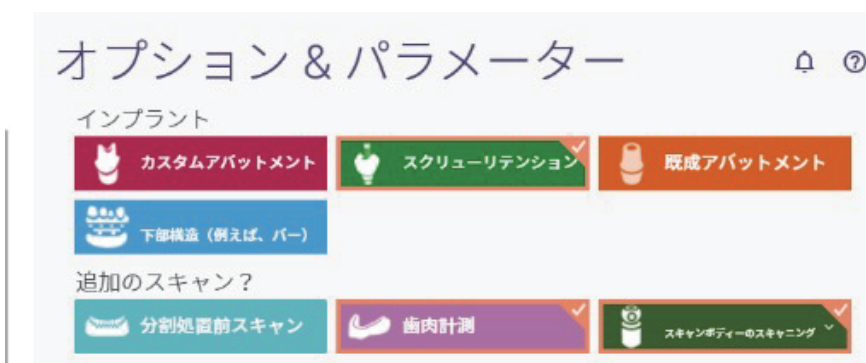 オプション & パラメーター
インプラント
カスタムアバットメント
スクリューリテンション
既成アバットメント
下部構造（例えば、バー）
追加のスキャン？
分割処置前スキャン
歯肉計測
スキャンボディーのスキャニング